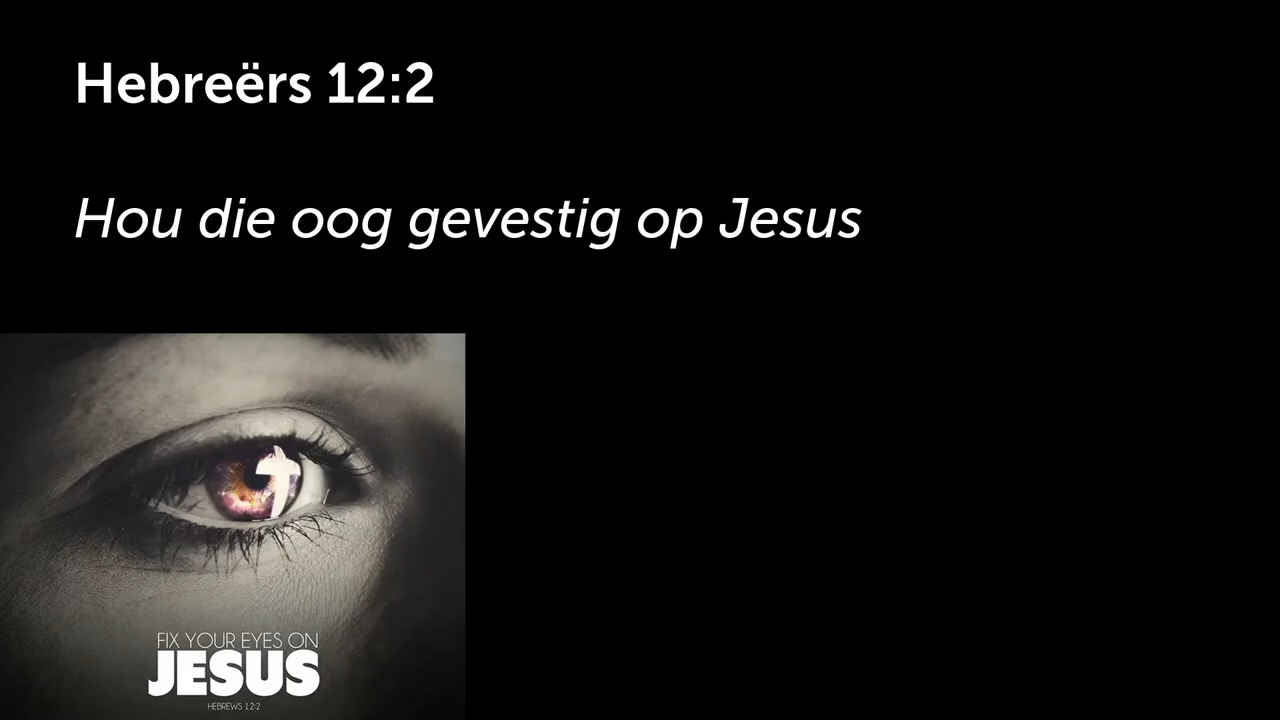 Hebreërs 12:2
Hou die oog gevestig op Jesus
FIX YOUR EYES ON
JESUS
HEBREWS 12:2